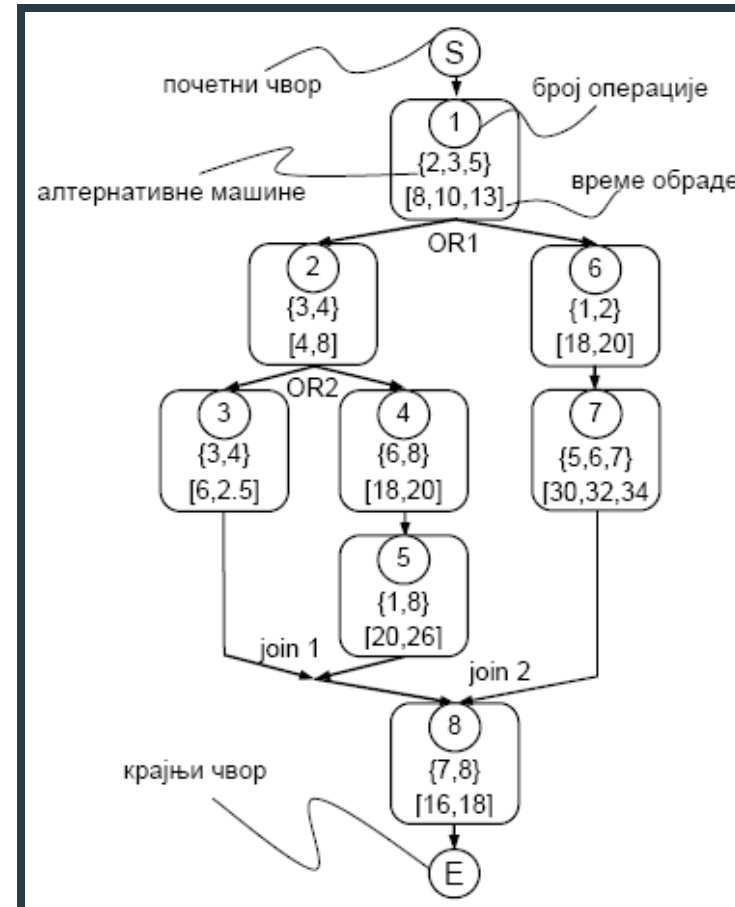 S
почетни чвор
број операције
1
{2,3,5}
алтернативне машине
[8,10,13]
време обраде
OR1
2
{3,4}
[4,8]
6
{1,2}
[18,20]
OR2
3
{3,4}
[6,2.5]
4
{6,8}
[18,20]
7
{5,6,7}
[30,32,34
5
{1,8}
[20,26]
join 1
join 2
8
{7,8}
[16,18]
крајњи чвор
E